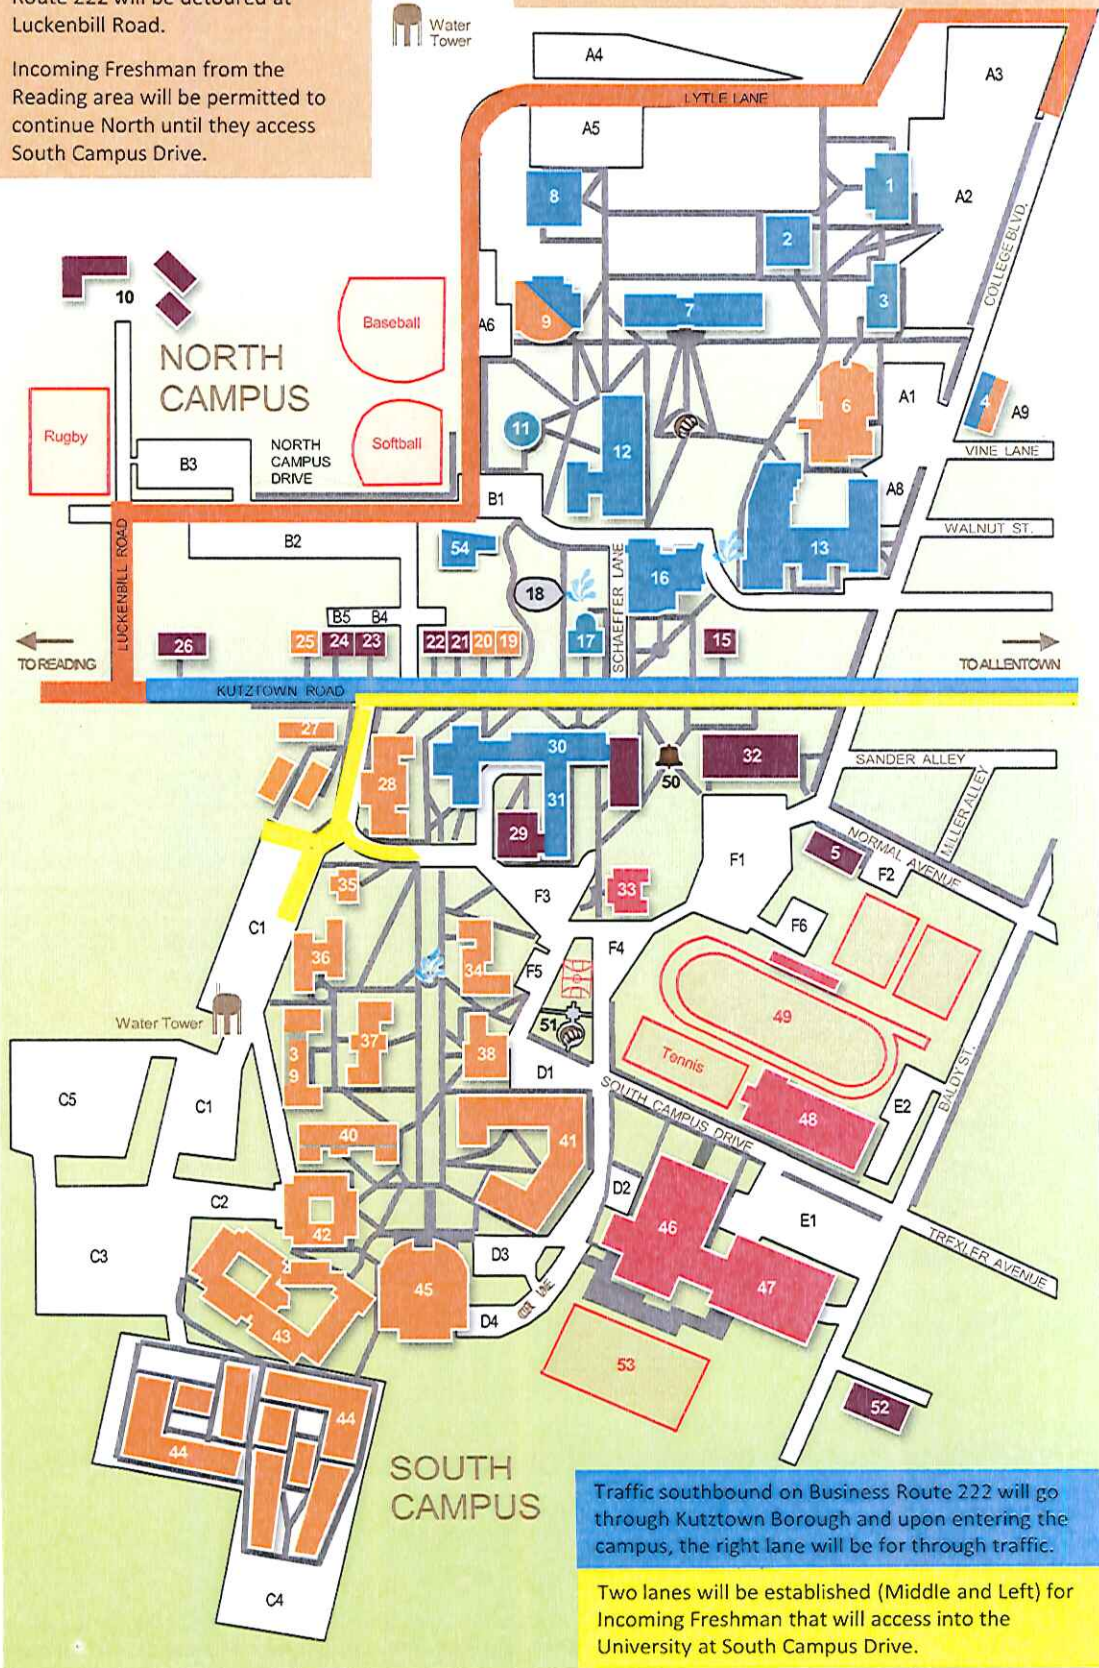 Route 222 will be detoured at
Luckenbill Road.
Incoming Freshman from the
Reading area will be permitted to
continue North until they access
South Campus Drive.
Water
Tower
A4
A3
LYTLE LANE
A5
8
1
A2
2
COLLEGE BLVD.
3
10
7
9
A6
Baseball
NORTH
CAMPUS
6
A1
4
A9
Rugby
11
12
Softball
NORTH
CAMPUS
DRIVE
B3
VINE LANE
B1
A8
WALNUT ST.
B2
54
13
16
LUCKENBILL ROAD
SCHAEFFER LANE
18
B5
B4
26
25
24
23
22
21
20
19
17
15
TO READING
TO ALLENTOWN
KUTZTOWN ROAD
27
30
32
50
SANDER ALLEY
28
31
MILLER ALLEY
29
5
NORMAL AVENUE
F1
F2
35
F3
33
C1
F6
36
34
F4
F5
Water Tower
49
51
37
38
3
9
Tennis
D1
BALDY ST.
C5
C1
SOUTH CAMPUS DRIVE
E2
48
40
41
C2
D2
42
46
E1
C3
D3
TREXLER AVENUE
45
47
43
D4
53
44
44
52
SOUTH
CAMPUS
C4
Traffic southbound on Business Route 222 will go
through Kutztown Borough and upon entering the
campus, the right lane will be for through traffic.
Two lanes will be established (Middle and Left) for
Incoming Freshman that will access into the
University at South Campus Drive.